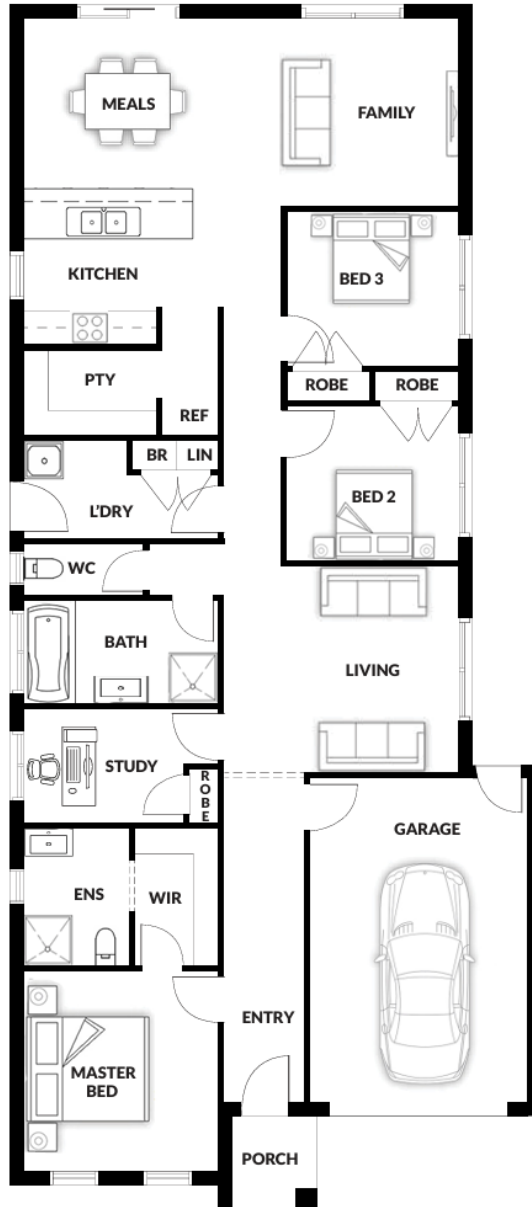 MEALS
FAMILY
KITCHEN
BED 3
PTY
ROBE
ROBE
REF
BR
LIN
L'DRY
BED 2
WC
BATH
LIVING
STUDY
ROBE
GARAGE
ENS
WIR
ENTRY
MASTER
BED
PORCH